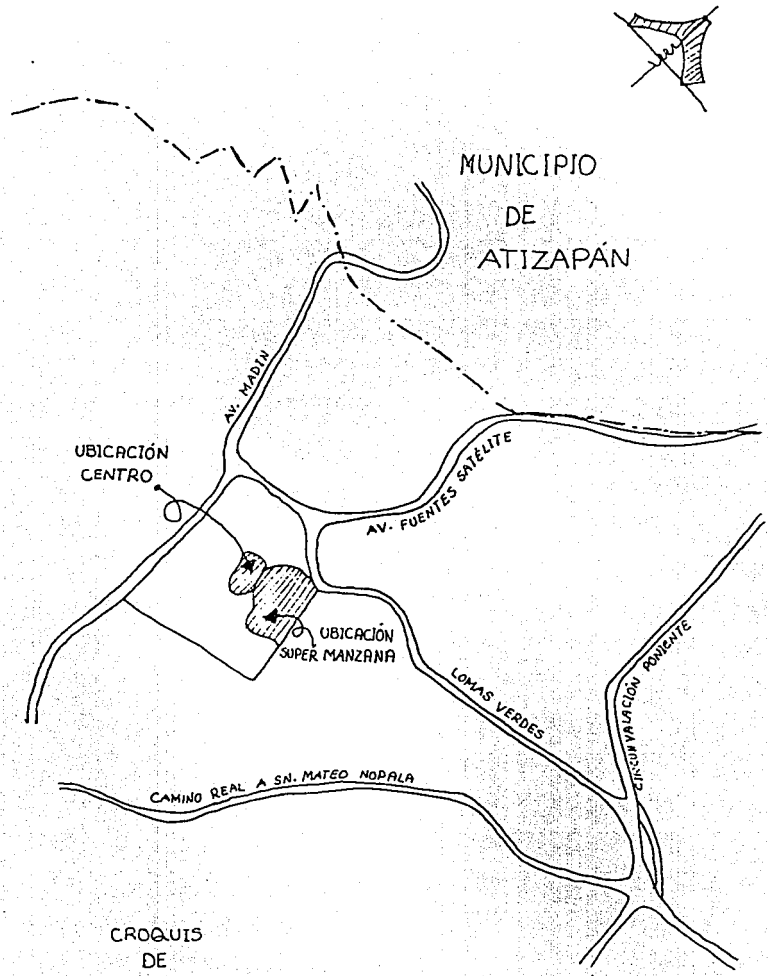 MUNICIPIO
DE
ATIZAPÁN
AV. MADIN
UBICACIÓN
CENTRO
AV. FUENTES SATÉLITE
UBICACIÓN
SUPER MANZANA
LOMAS VERDES
CIRCUNVALACIÓN PONIENTE
CAMINO REAL A SN. MATEO NOPALA
CROQUIS
DE